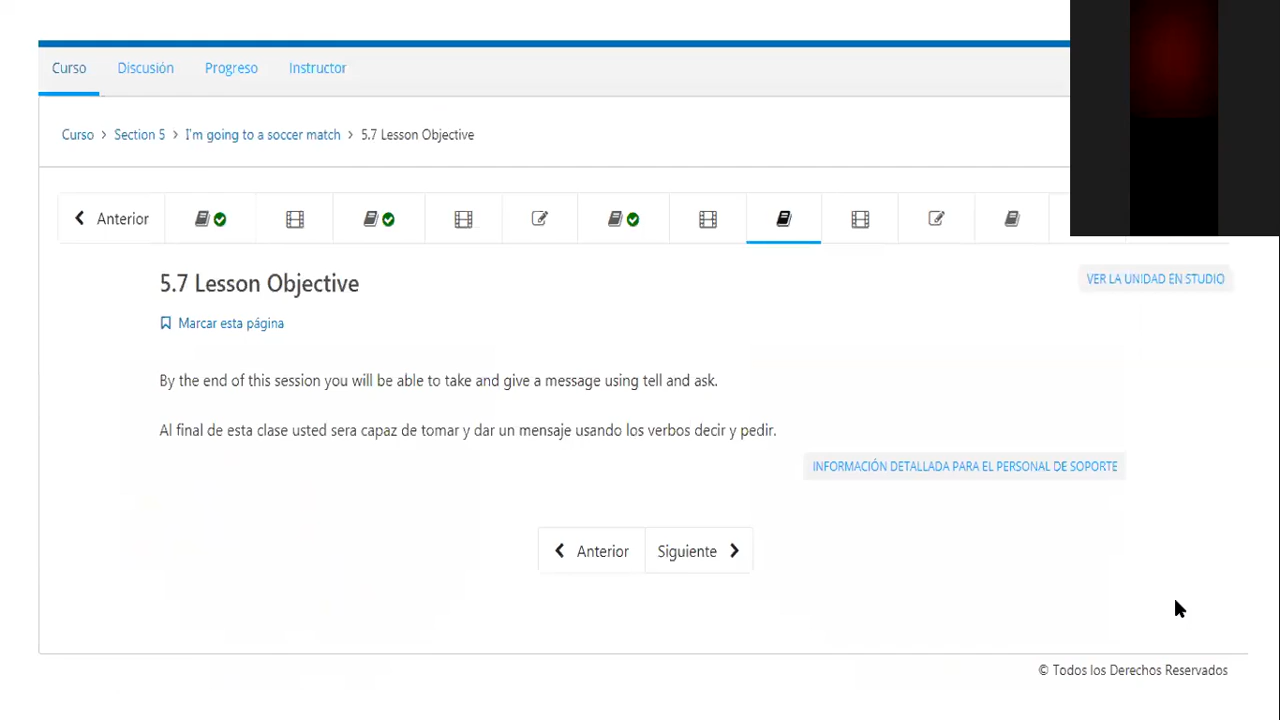 Curso Discusión Progreso Instructor
Curso > Section 5 > I'm going to a soccer match > 5.7 Lesson Objective
Anterior
5.7 Lesson Objective
VER LA UNIDAD EN STUDIO
Marcar esta página
By the end of this session you will be able to take and give a message using tell and ask.
Al final de esta clase usted sera capaz de tomar y dar un mensaje usando los verbos decir y pedir.
INFORMACIÓN DETALLADA PARA EL PERSONAL DE SOPORTE
Anterior Siguiente
© Todos los Derechos Reservados